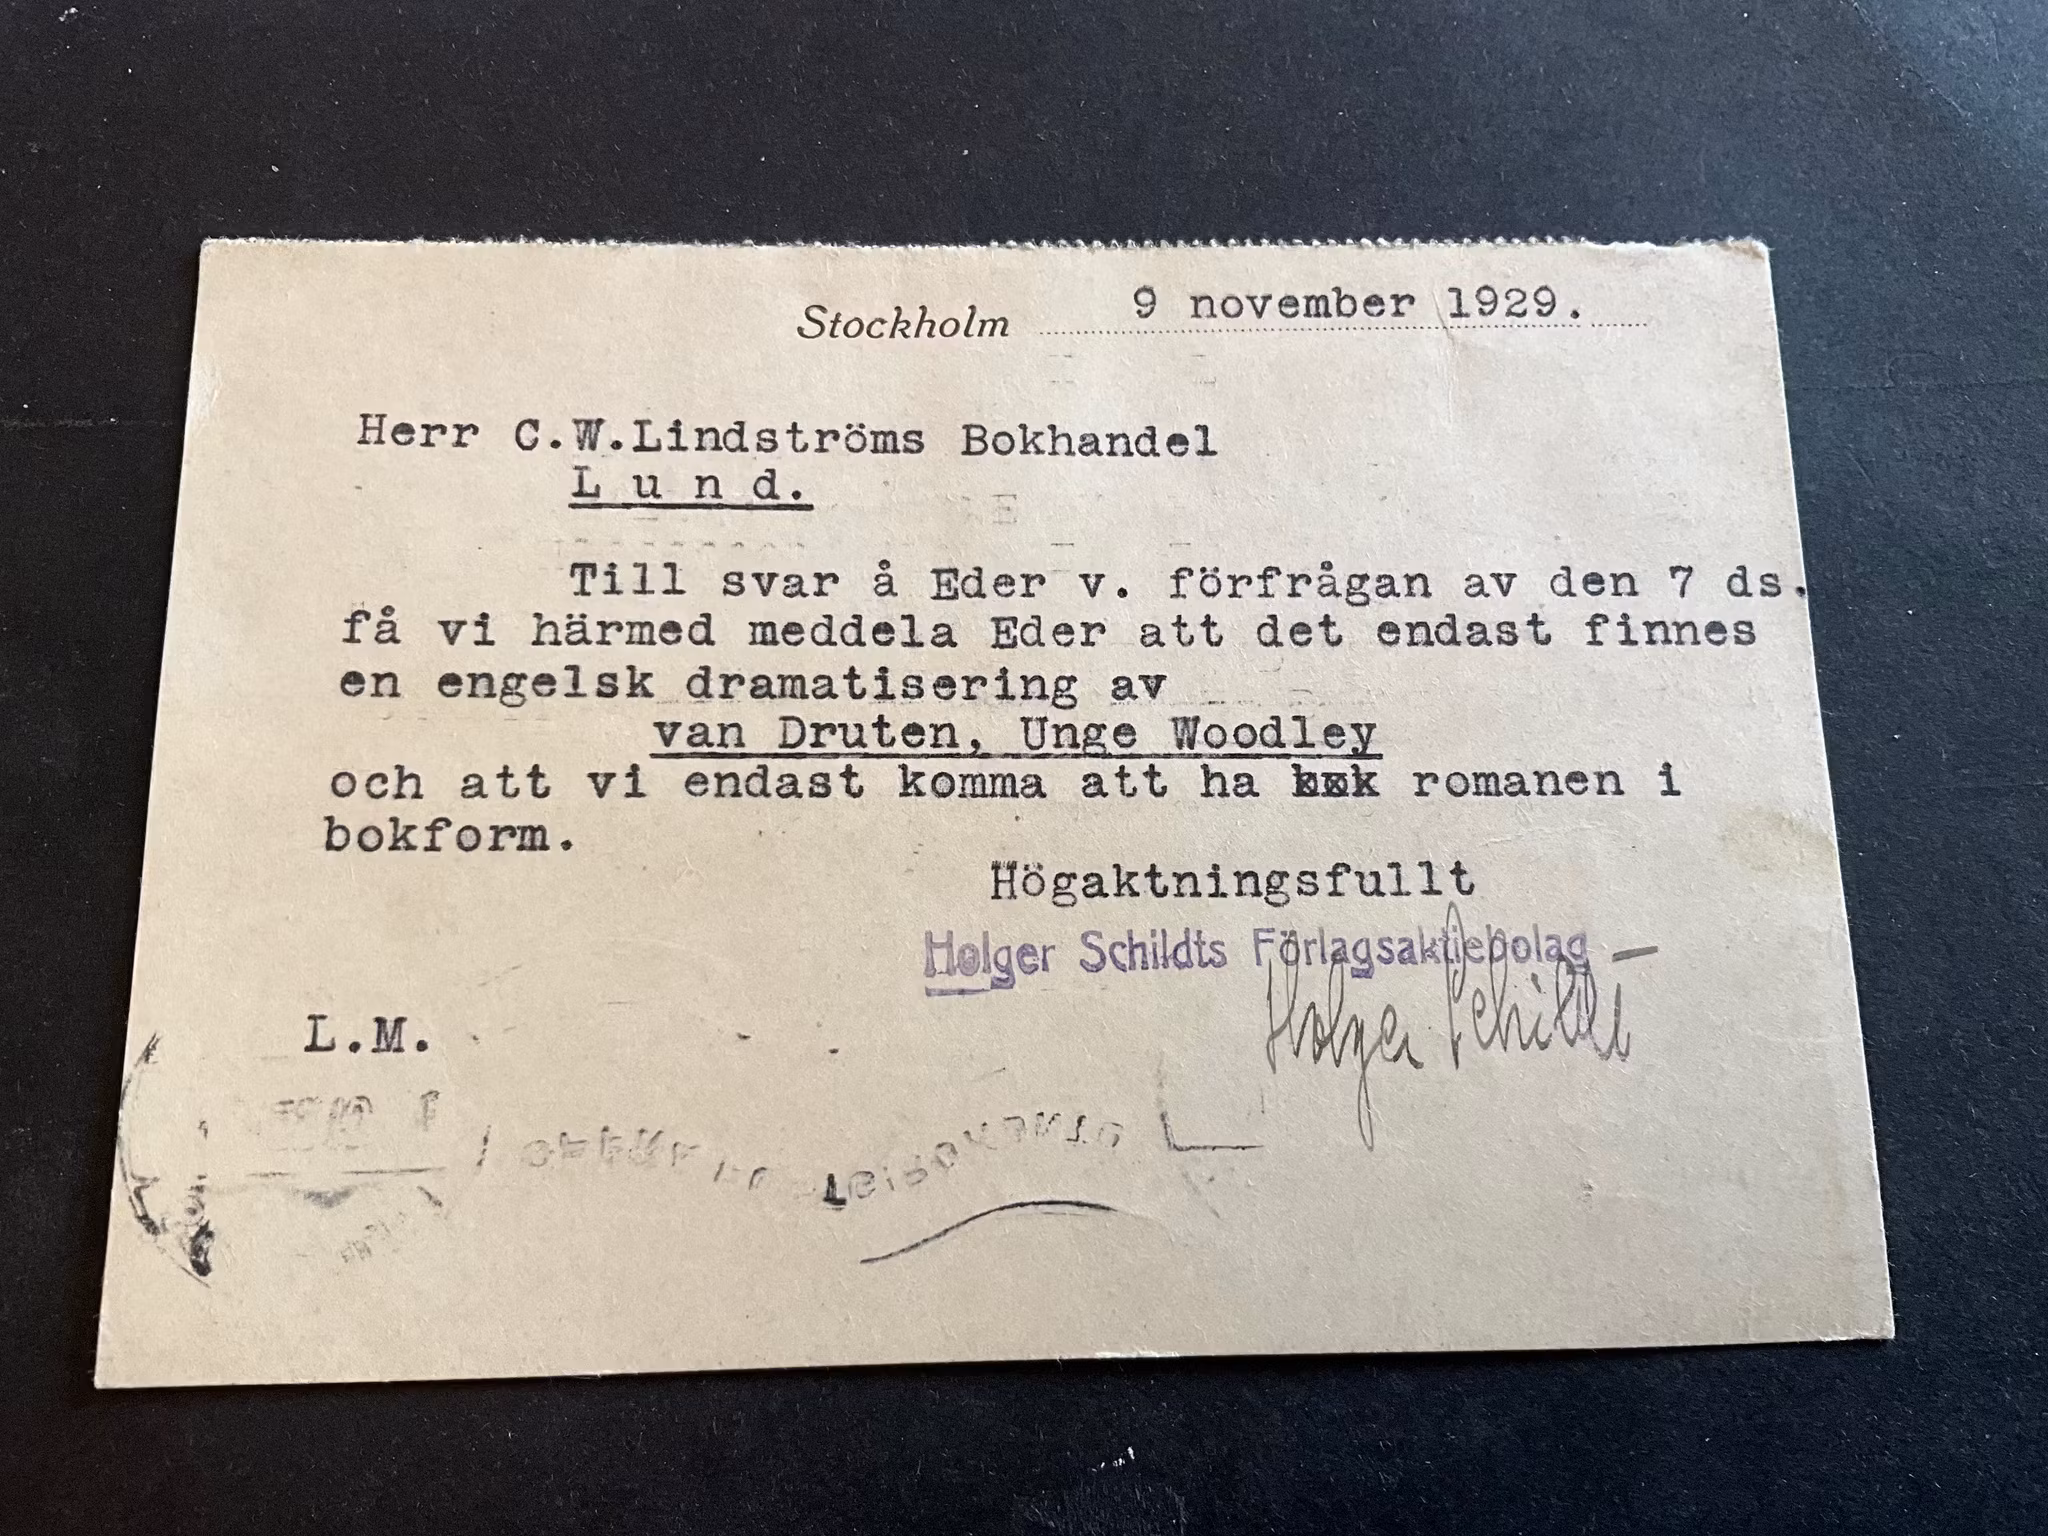 Stockholm 9 november 1929.
Herr C.W.Lindströms Bokhandel
L u n d.
Till svar å Eder v. förfrågan av den 7 ds.
få vi härmed meddela Eder att det endast finnes
en engelsk dramatisering av
van Druten, Unge Woodley
och att vi endast komma att ha romanen i
bokform.
Högaktningsfullt
Holger Schildts Förlagsaktiebolag
Holger Schildt
L.M.